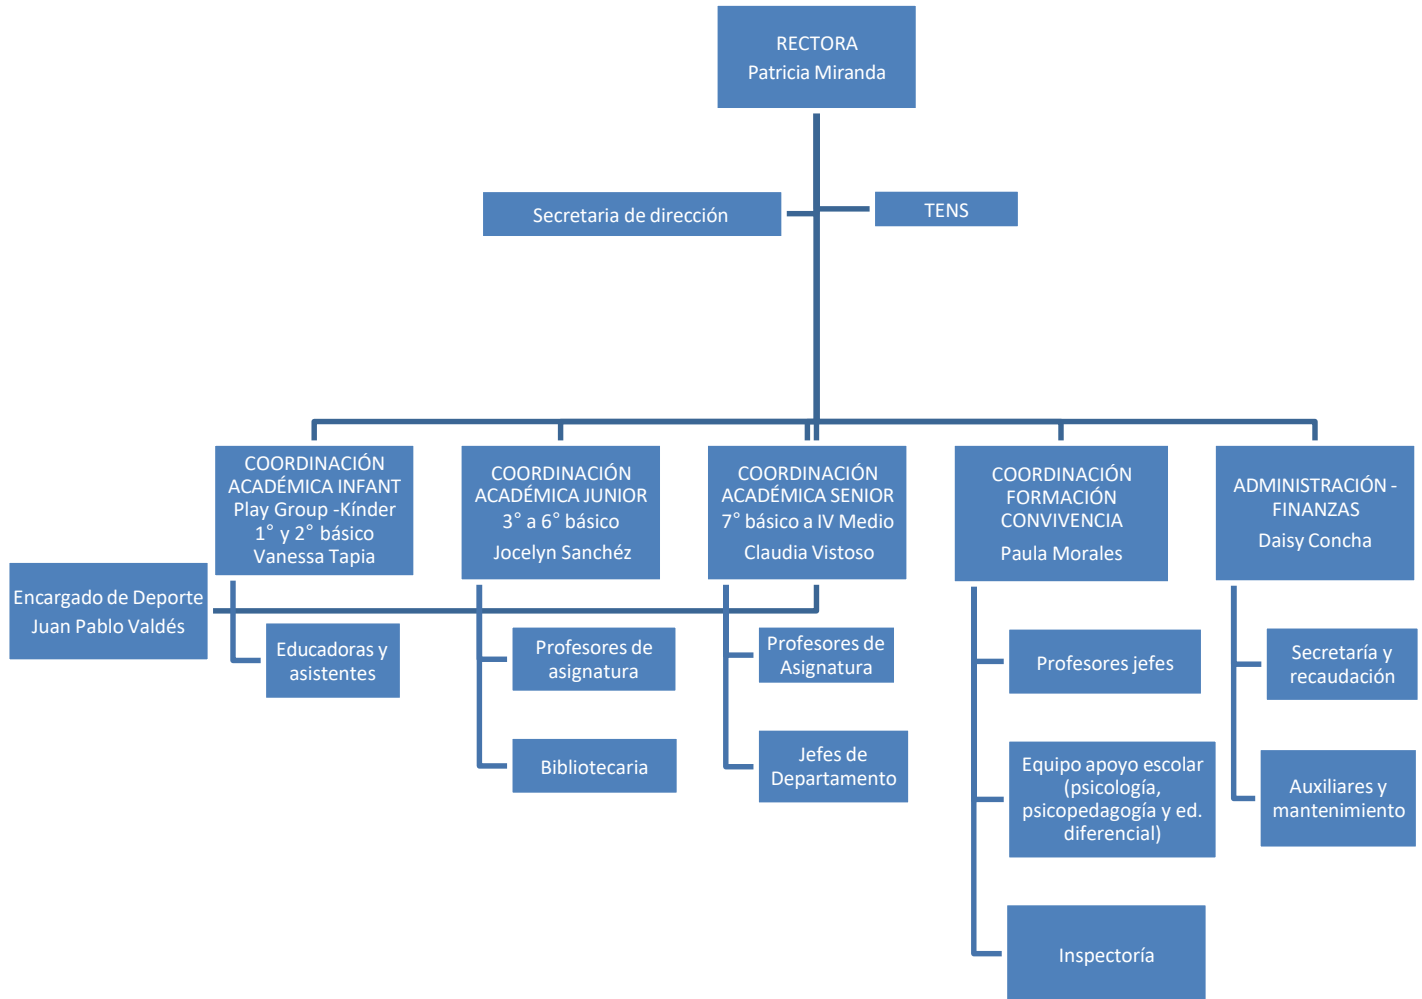 RECTORA
Patricia Miranda
Secretaria de dirección
TENS
COORDINACIÓN
ACADÉMICA INFANT
Play Group -Kínder
1° y 2° básico
Vanessa Tapia
COORDINACIÓN
ACADÉMICA JUNIOR
3° a 6° básico
Jocelyn Sanchéz
COORDINACIÓN
ACADÉMICA SENIOR
7° básico a IV Medio
Claudia Vistoso
COORDINACIÓN
FORMACIÓN
CONVIVENCIA
Paula Morales
ADMINISTRACIÓN -
FINANZAS
Daisy Concha
Encargado de Deporte
Juan Pablo Valdés
Educadoras y
asistentes
Profesores de
asignatura
Profesores de
Asignatura
Profesores jefes
Secretaría y
recaudación
Bibliotecaria
Jefes de
Departamento
Equipo apoyo escolar
(psicología,
psicopedagogía y ed.
diferencial)
Auxiliares y
mantenimiento
Inspectoría